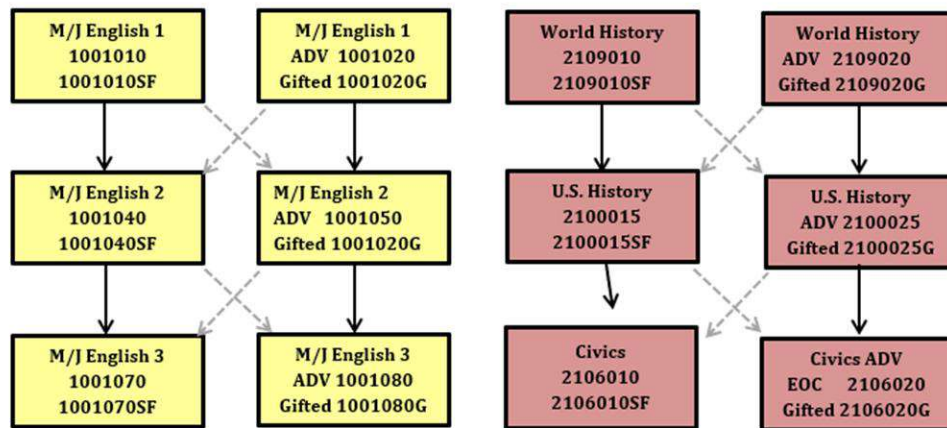 M/J English 1
1001010
1001010SF
M/J English 1
ADV 1001020
Gifted 1001020G
World History
2109010
2109010SF
World History
ADV 2109020
Gifted 2109020G
M/J English 2
1001040
1001040SF
M/J English 2
ADV 1001050
Gifted 1001020G
U.S. History
2100015
2100015SF
U.S. History
ADV 2100025
Gifted 2100025G
M/J English 3
1001070
1001070SF
M/J English 3
ADV 1001080
Gifted 1001080G
Civics
2106010
2106010SF
Civics ADV
EOC 2106020
Gifted 2106020G